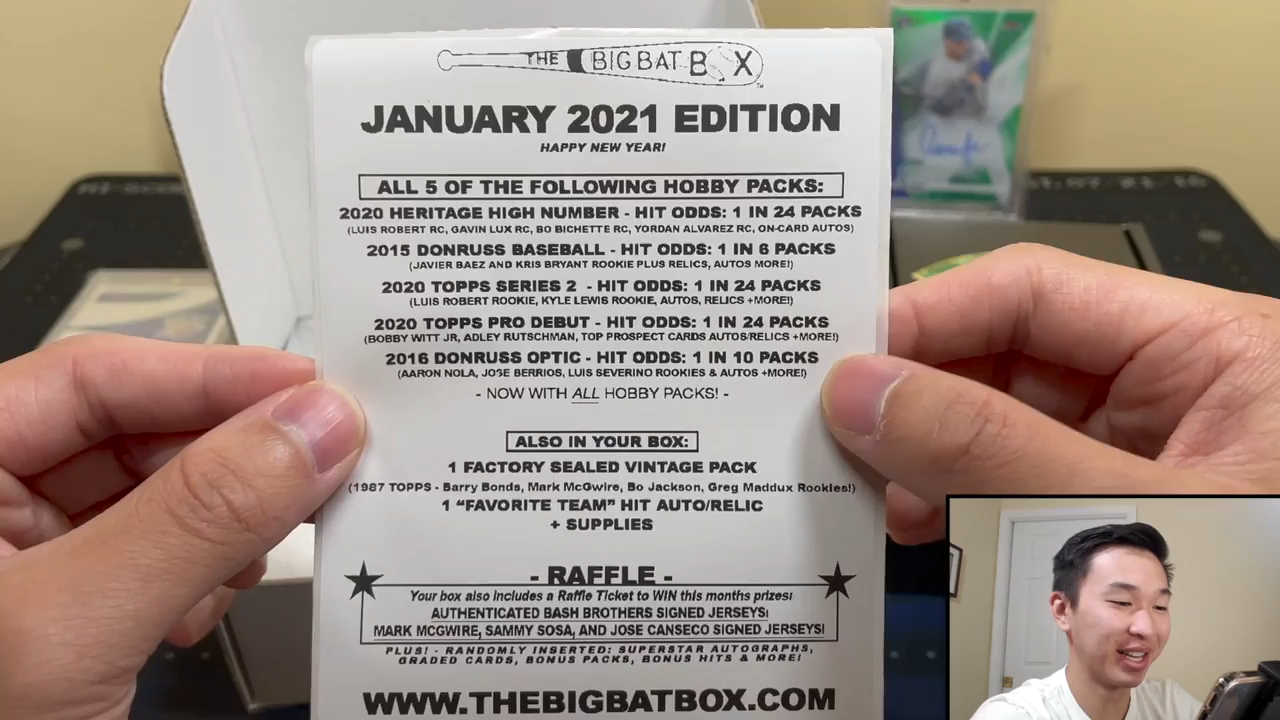 THE BIG BAT BOX
TM
JANUARY 2021 EDITION
HAPPY NEW YEAR!
ALL 5 OF THE FOLLOWING HOBBY PACKS:
2020 HERITAGE HIGH NUMBER - HIT ODDS: 1 IN 24 PACKS
(LUIS ROBERT RC, GAVIN LUX RC, BO BICHETTE RC, YORDAN ALVAREZ RC, ON-CARD AUTOS)
2015 DONRUSS BASEBALL - HIT ODDS: 1 IN 6 PACKS
(JAVIER BAEZ AND KRIS BRYANT ROOKIE PLUS RELICS, AUTOS MORE!)
2020 TOPPS SERIES 2 - HIT ODDS: 1 IN 24 PACKS
(LUIS ROBERT ROOKIE, KYLE LEWIS ROOKIE, AUTOS, RELICS +MORE!)
2020 TOPPS PRO DEBUT - HIT ODDS: 1 IN 24 PACKS
(BOBBY WITT JR, ADLEY RUTSCHMAN, TOP PROSPECT CARDS AUTOS/RELICS +MORE!)
2016 DONRUSS OPTIC - HIT ODDS: 1 IN 10 PACKS
(AARON NOLA, JOSE BERRIOS, LUIS SEVERINO ROOKIES & AUTOS +MORE!)
- NOW WITH ALL HOBBY PACKS! -
ALSO IN YOUR BOX:
1 FACTORY SEALED VINTAGE PACK
(1987 TOPPS - Barry Bonds, Mark McGwire, Bo Jackson, Greg Maddux Rookies!)
1 "FAVORITE TEAM" HIT AUTO/RELIC
+ SUPPLIES
- RAFFLE -
Your box also includes a Raffle Ticket to WIN this months prizes:
AUTHENTICATED BASH BROTHERS SIGNED JERSEYS!
MARK MCGWIRE, SAMMY SOSA, AND JOSE CANSECO SIGNED JERSEYS!
PLUS! - RANDOMLY INSERTED: SUPERSTAR AUTOGRAPHS,
GRADED CARDS, BONUS PACKS, BONUS HITS & MORE!
WWW.THEBIGBATBOX.COM